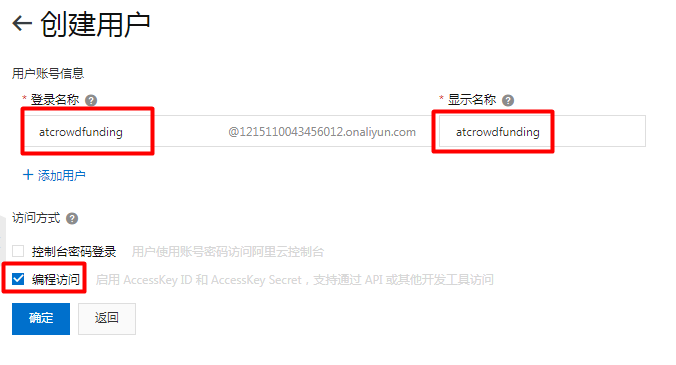 ← 创建用户
用户账号信息
* 登录名称 ?
* 显示名称 ?
atcrowdfunding @1215110043456012.onaliyun.com
atcrowdfunding
+ 添加用户
访问方式 ?
控制台密码登录 用户使用账号密码访问阿里云控制台
编程访问 启用 AccessKey ID 和 AccessKey Secret，支持通过 API 或其他开发工具访问
确定 返回